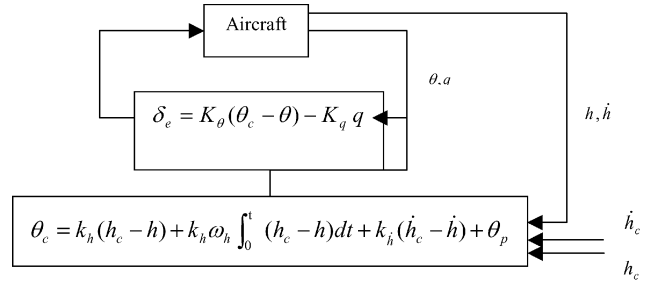 Aircraft
θ,a
δ_e = K_θ (θ_c − θ) − K_q q
h, ḣ
θ_c = k_h (h_c − h) + k_h ω_h ∫_0^t (h_c − h)dt + k_ḣ (ḣ_c − ḣ) + θ_p
ḣ_c
h_c